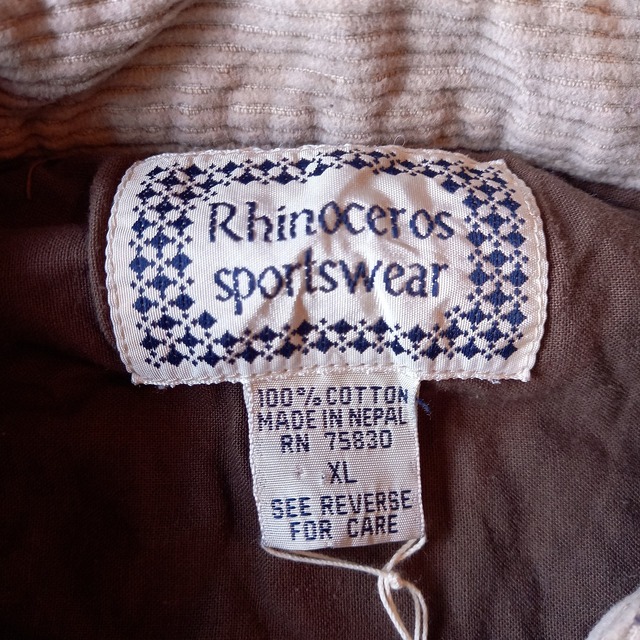 Rhinoceros
sportswear
100% COTTON
MADE IN NEPAL
RN 75830
XL
SEE REVERSE
FOR CARE